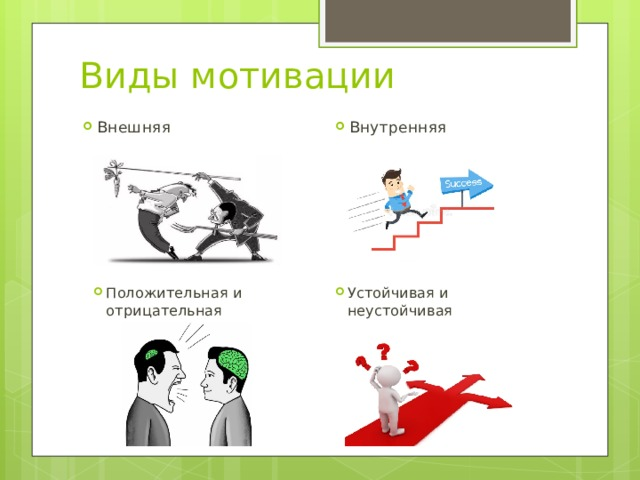 Виды мотивации
Внешняя
Внутренняя
Success
Положительная и
отрицательная
Устойчивая и
неустойчивая
? ? ?